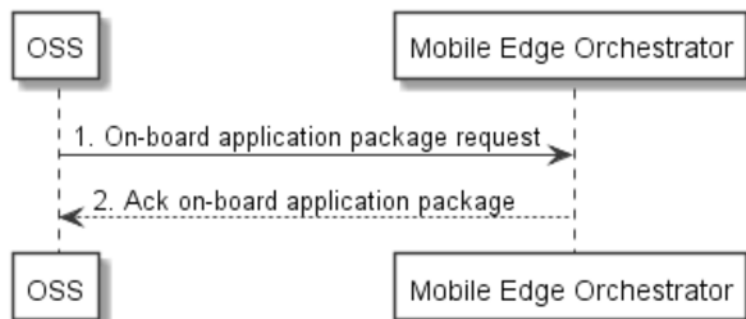 OSS
Mobile Edge Orchestrator
1. On-board application package request
2. Ack on-board application package
OSS
Mobile Edge Orchestrator